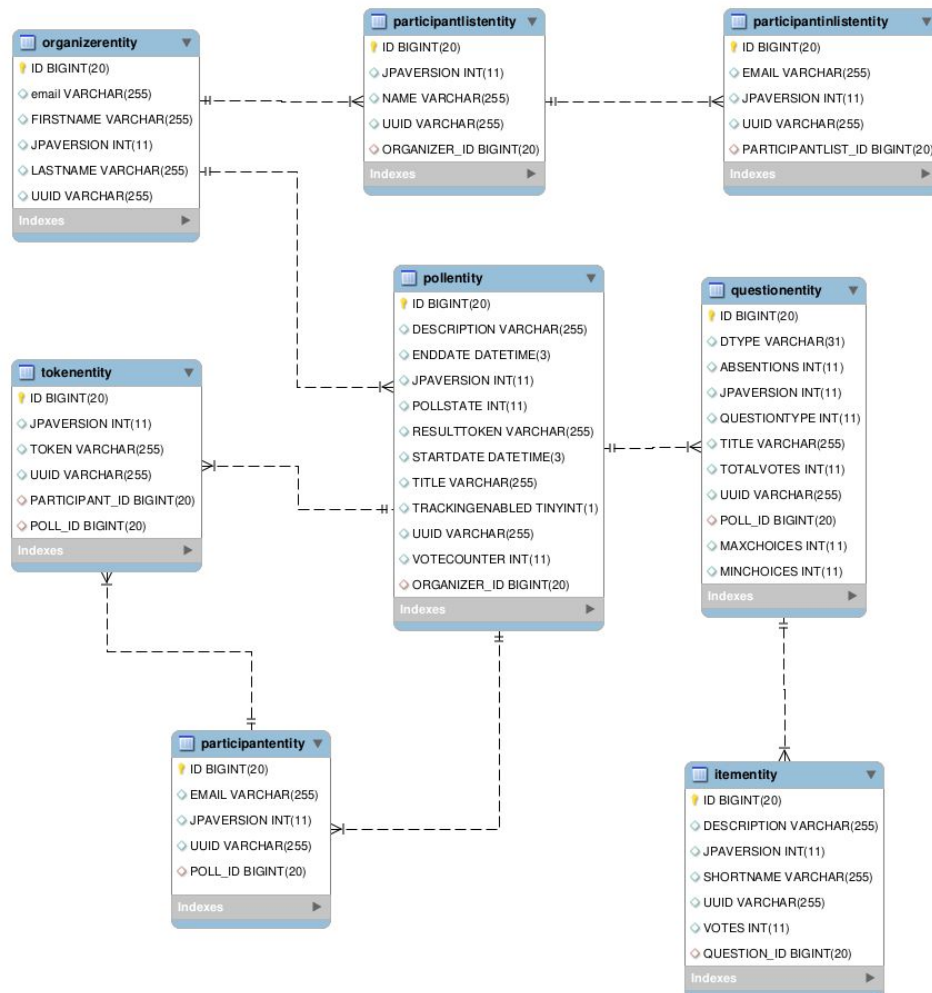 organizerentity
ID BIGINT(20)
email VARCHAR(255)
FIRSTNAME VARCHAR(255)
JPAVERSION INT(11)
LASTNAME VARCHAR(255)
UUID VARCHAR(255)
Indexes
participantlistentity
ID BIGINT(20)
JPAVERSION INT(11)
NAME VARCHAR(255)
UUID VARCHAR(255)
ORGANIZER_ID BIGINT(20)
Indexes
participantinlistentity
ID BIGINT(20)
EMAIL VARCHAR(255)
JPAVERSION INT(11)
UUID VARCHAR(255)
PARTICIPANTLIST_ID BIGINT(20)
Indexes
tokenentity
ID BIGINT(20)
JPAVERSION INT(11)
TOKEN VARCHAR(255)
UUID VARCHAR(255)
PARTICIPANT_ID BIGINT(20)
POLL_ID BIGINT(20)
Indexes
pollentity
ID BIGINT(20)
DESCRIPTION VARCHAR(255)
ENDDATE DATETIME(3)
JPAVERSION INT(11)
POLLSTATE INT(11)
RESULTTOKEN VARCHAR(255)
STARTDATE DATETIME(3)
TITLE VARCHAR(255)
TRACKINGENABLED TINYINT(1)
UUID VARCHAR(255)
VOTECOUNTER INT(11)
ORGANIZER_ID BIGINT(20)
Indexes
questionentity
ID BIGINT(20)
DTYPE VARCHAR(31)
ABSENTIONS INT(11)
JPAVERSION INT(11)
QUESTIONTYPE INT(11)
TITLE VARCHAR(255)
TOTALVOTES INT(11)
UUID VARCHAR(255)
POLL_ID BIGINT(20)
MAXCHOICES INT(11)
MINCHOICES INT(11)
Indexes
participantentity
ID BIGINT(20)
EMAIL VARCHAR(255)
JPAVERSION INT(11)
UUID VARCHAR(255)
POLL_ID BIGINT(20)
Indexes
itementity
ID BIGINT(20)
DESCRIPTION VARCHAR(255)
JPAVERSION INT(11)
SHORTNAME VARCHAR(255)
UUID VARCHAR(255)
VOTES INT(11)
QUESTION_ID BIGINT(20)
Indexes